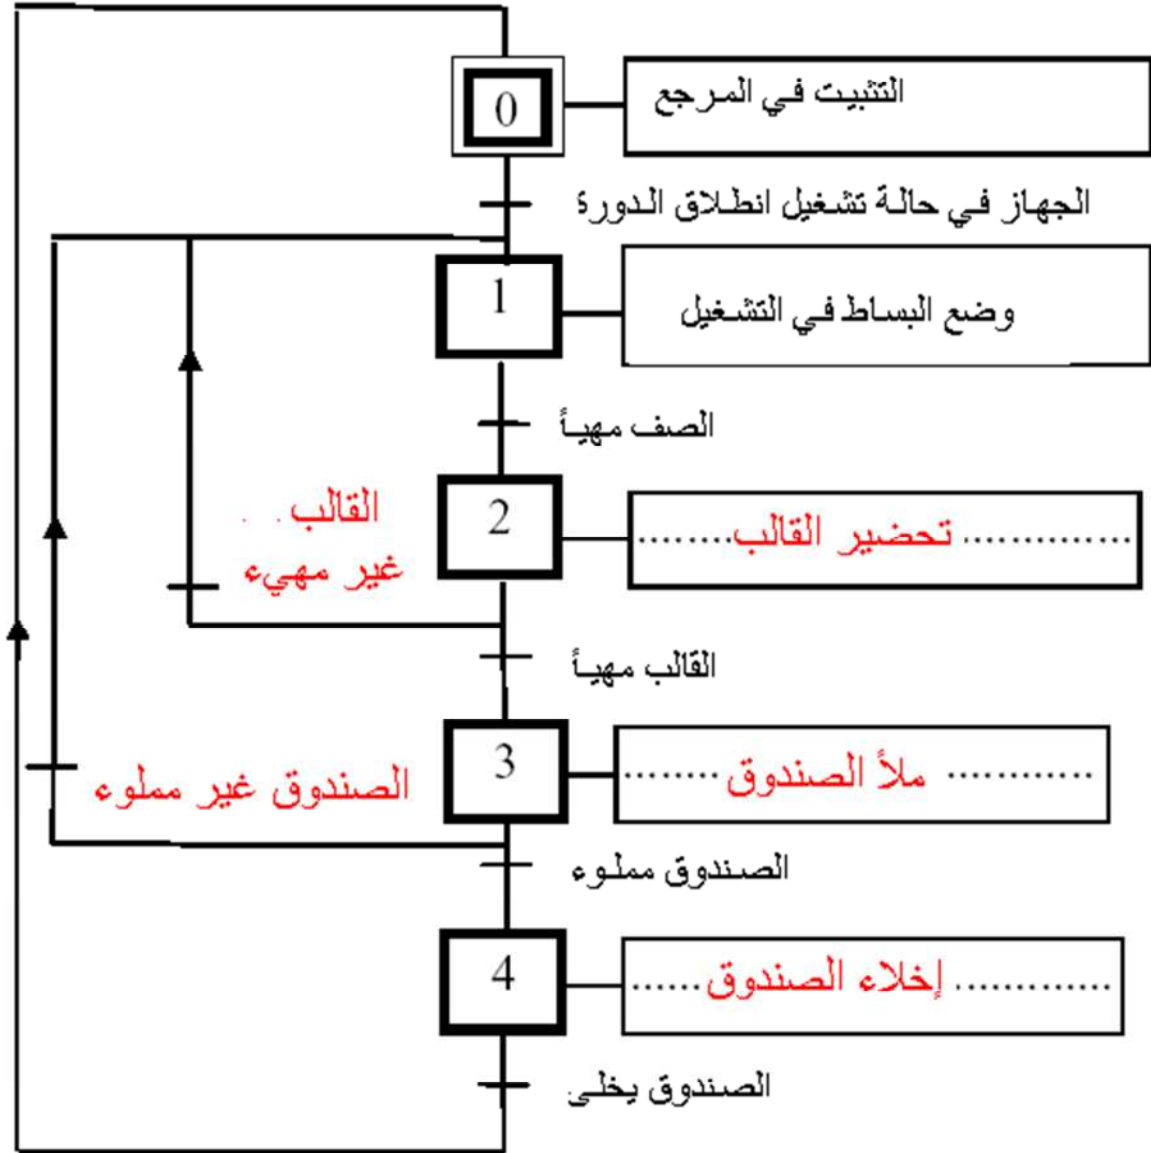 0
التثبيت في المرجع
الجهاز في حالة تشغيل انطلاق الدورة
1
وضع البساط في التشغيل
الصف مهيأ
2
.............. تحضير القالب ........
القالب . .
غير مهيء
القالب مهيأ
3
............ ملأ الصندوق ........
الصندوق غير مملوء
الصندوق مملوء
4
............. إخلاء الصندوق ......
الصندوق يخلى